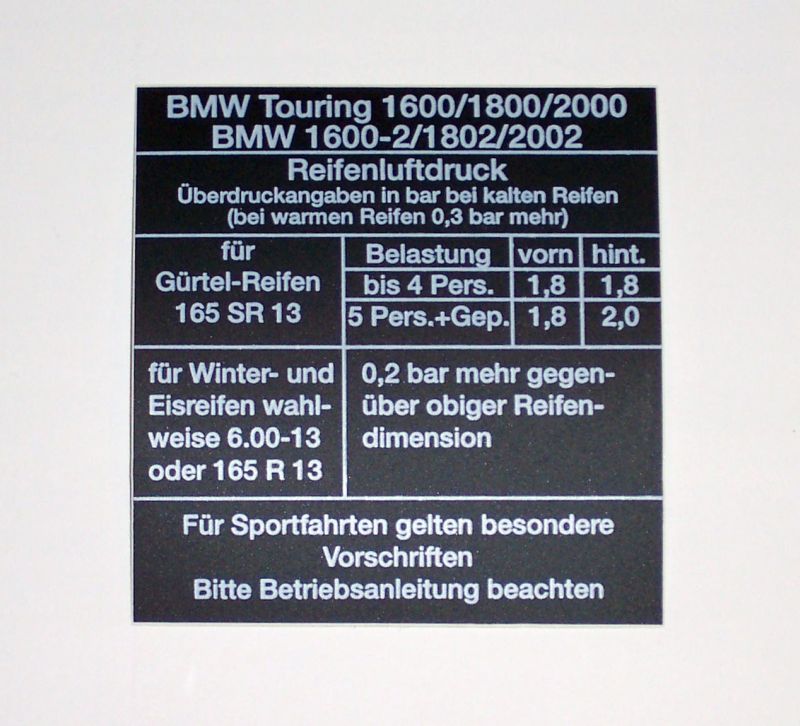 BMW Touring 1600/1800/2000
BMW 1600-2/1802/2002
Reifenluftdruck
Überdruckangaben in bar bei kalten Reifen
(bei warmen Reifen 0,3 bar mehr)
für
Gürtel-Reifen
165 SR 13
Belastung vorn hint.
bis 4 Pers. 1,8 1,8
5 Pers.+Gep. 1,8 2,0
für Winter- und
Eisreifen wahl-
weise 6.00-13
oder 165 R 13
0,2 bar mehr gegen-
über obiger Reifen-
dimension
Für Sportfahrten gelten besondere
Vorschriften
Bitte Betriebsanleitung beachten